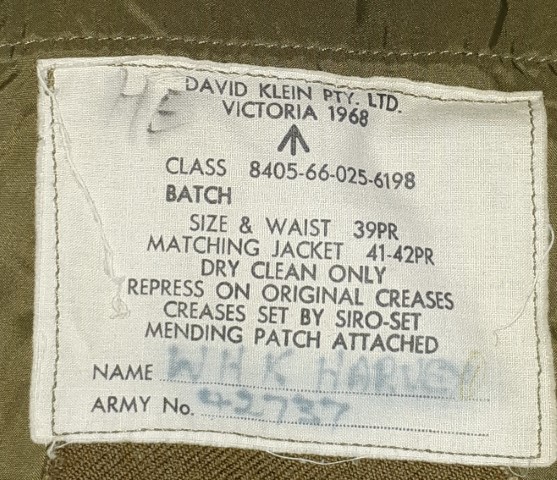 HE
DAVID KLEIN PTY. LTD.
VICTORIA 1968
CLASS 8405-66-025-6198
BATCH
SIZE & WAIST 39PR
MATCHING JACKET 41-42PR
DRY CLEAN ONLY
REPRESS ON ORIGINAL CREASES
CREASES SET BY SIRO-SET
MENDING PATCH ATTACHED
NAME W H K HARVEY
ARMY No. 42737